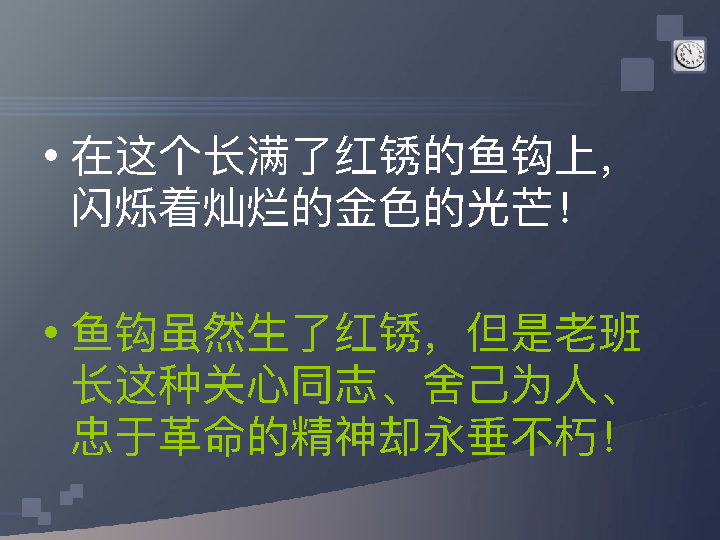 • 在这个长满了红锈的鱼钩上，
闪烁着灿烂的金色的光芒！
• 鱼钩虽然生了红锈，但是老班
长这种关心同志、舍己为人、
忠于革命的精神却永垂不朽！